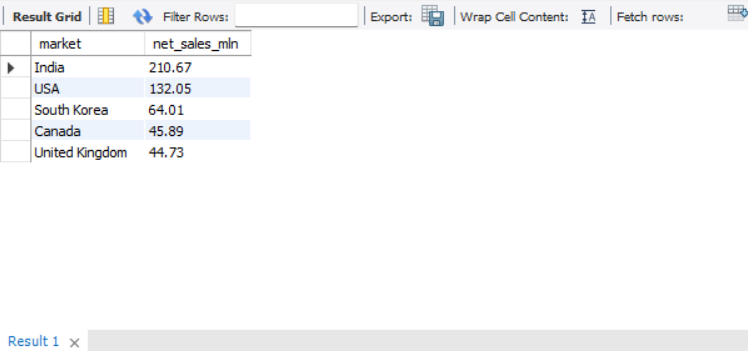 Result Grid Filter Rows: Export: Wrap Cell Content: IA Fetch rows:
market net_sales_mln
India 210.67
USA 132.05
South Korea 64.01
Canada 45.89
United Kingdom 44.73
Result 1 ×